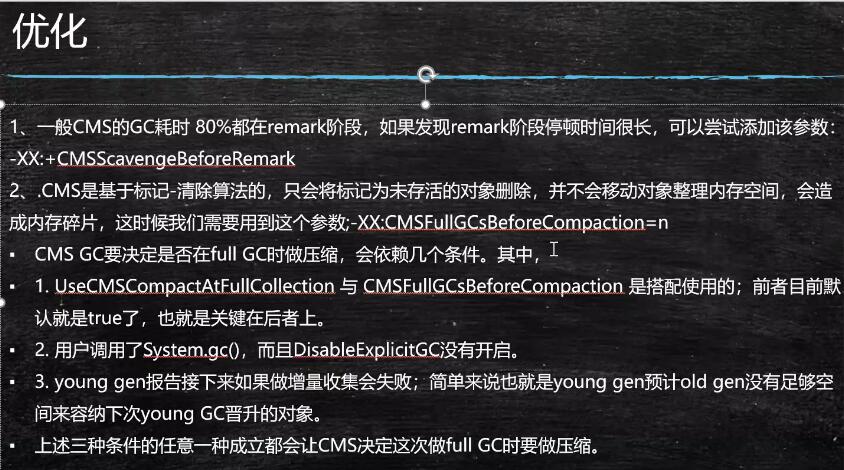 优化
1、一般CMS的GC耗时 80%都在remark阶段，如果发现remark阶段停顿时间很长，可以尝试添加该参数：
-XX:+CMSScavengeBeforeRemark
2、.CMS是基于标记-清除算法的，只会将标记为未存活的对象删除，并不会移动对象整理内存空间，会造
成内存碎片，这时候我们需要用到这个参数;-XX:CMSFullGCsBeforeCompaction=n
▪ CMS GC要决定是否在full GC时做压缩，会依赖几个条件。其中，
▪ 1. UseCMSCompactAtFullCollection 与 CMSFullGCsBeforeCompaction 是搭配使用的；前者目前默
认就是true了，也就是关键在后者上。
▪ 2. 用户调用了System.gc()，而且DisableExplicitGC没有开启。
▪ 3. young gen报告接下来如果做增量收集会失败；简单来说也就是young gen预计old gen没有足够空
间来容纳下次young GC晋升的对象。
▪ 上述三种条件的任意一种成立都会让CMS决定这次做full GC时要做压缩。